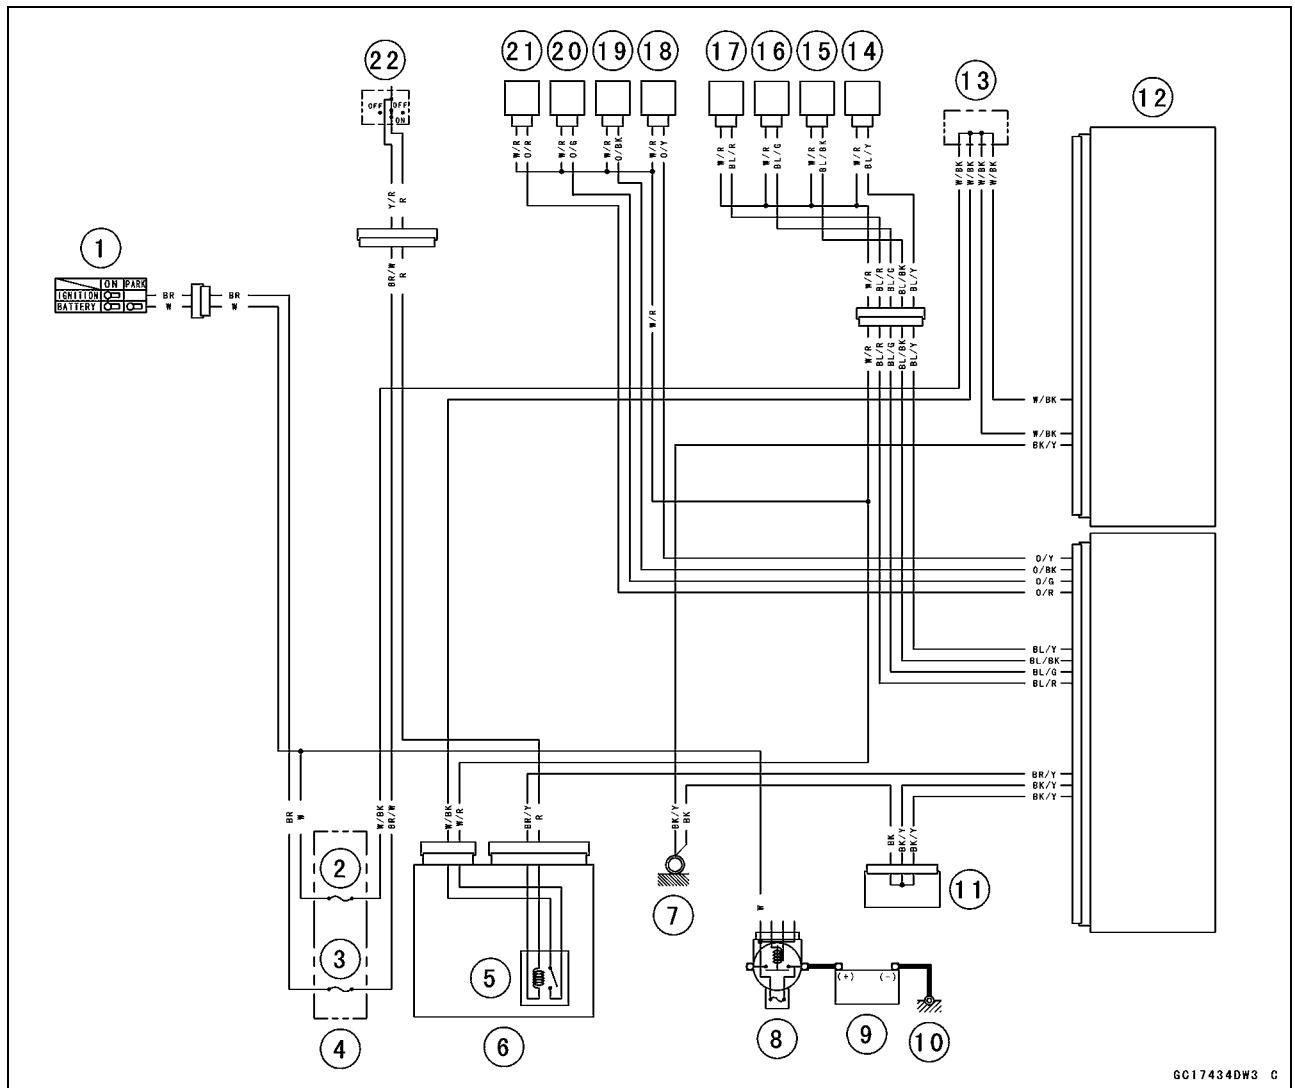 22
21 20 19 18 17 16 15 14
13
12
OFF OFF
ON
W/R O/R W/R O/G W/R O/BK W/R O/Y
W/R BL/R W/R BL/G W/R BL/BK W/R BL/Y
W/BK W/BK W/BK W/BK
Y/R R
1
ON PARK
IGNITION BR BR
BATTERY W W
BR/W R
W/R BL/R BL/G BL/BK BL/Y
W/R
W/R BL/R BL/G BL/BK BL/Y
W/BK
W/BK
BK/Y
O/Y
O/BK
O/G
O/R
BL/Y
BL/BK
BL/G
BL/R
BR/Y
BK/Y
BK/Y
BR W W/BK BR/W W/BK W/R BR/Y R BK/Y BK BK BK/Y BK/Y
2
11
7
W
3
5
(+) (-)
4
6
8
9
10
GC17434DW3 C